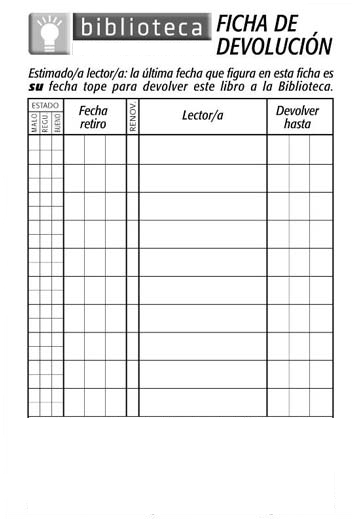 biblioteca
FICHA DE
DEVOLUCIÓN
Estimado/a lector/a: la última fecha que figura en esta ficha es
su fecha tope para devolver este libro a la Biblioteca.
ESTADO
MALO
REGU.
BUENO
Fecha
retiro
RENOV.
Lector/a
Devolver
hasta